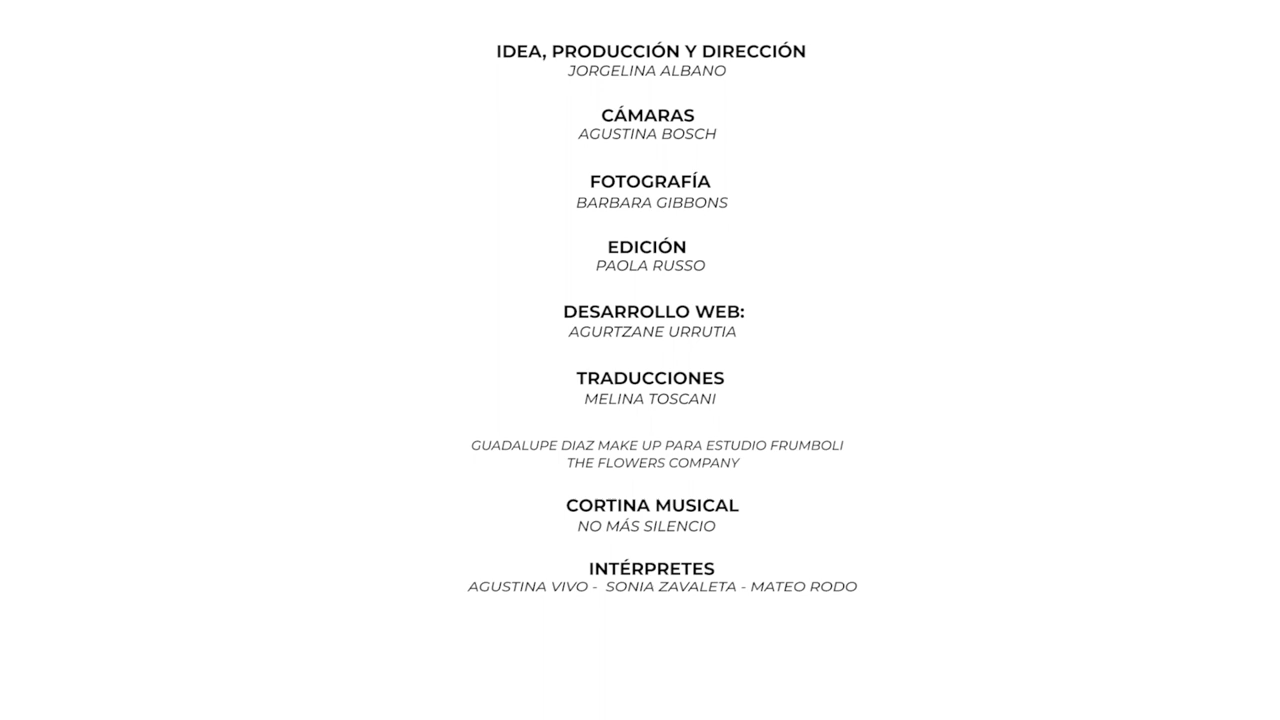 IDEA, PRODUCCIÓN Y DIRECCIÓN
JORGELINA ALBANO
CÁMARAS
AGUSTINA BOSCH
FOTOGRAFÍA
BARBARA GIBBONS
EDICIÓN
PAOLA RUSSO
DESARROLLO WEB:
AGURTZANE URRUTIA
TRADUCCIONES
MELINA TOSCANI
GUADALUPE DIAZ MAKE UP PARA ESTUDIO FRUMBOLI
THE FLOWERS COMPANY
CORTINA MUSICAL
NO MÁS SILENCIO
INTÉRPRETES
AGUSTINA VIVO - SONIA ZAVALETA - MATEO RODO